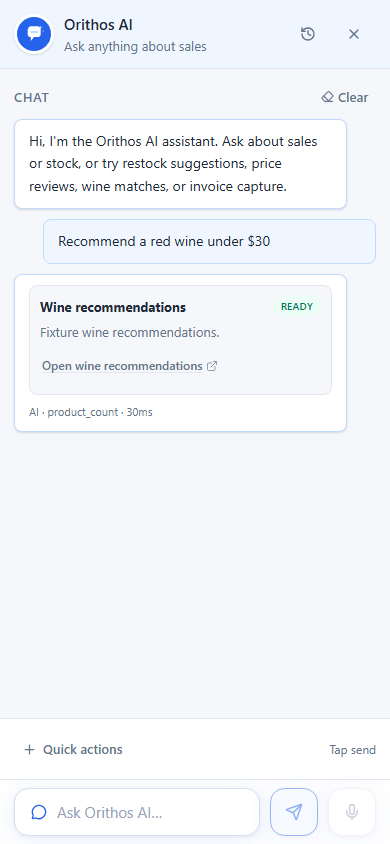 Orithos AI
Ask anything about sales
CHAT
Clear
Hi, I'm the Orithos AI assistant. Ask about sales
or stock, or try restock suggestions, price
reviews, wine matches, or invoice capture.
Recommend a red wine under $30
Wine recommendations
READY
Fixture wine recommendations.
Open wine recommendations
AI · product_count · 30ms
Quick actions
Tap send
Ask Orithos AI...